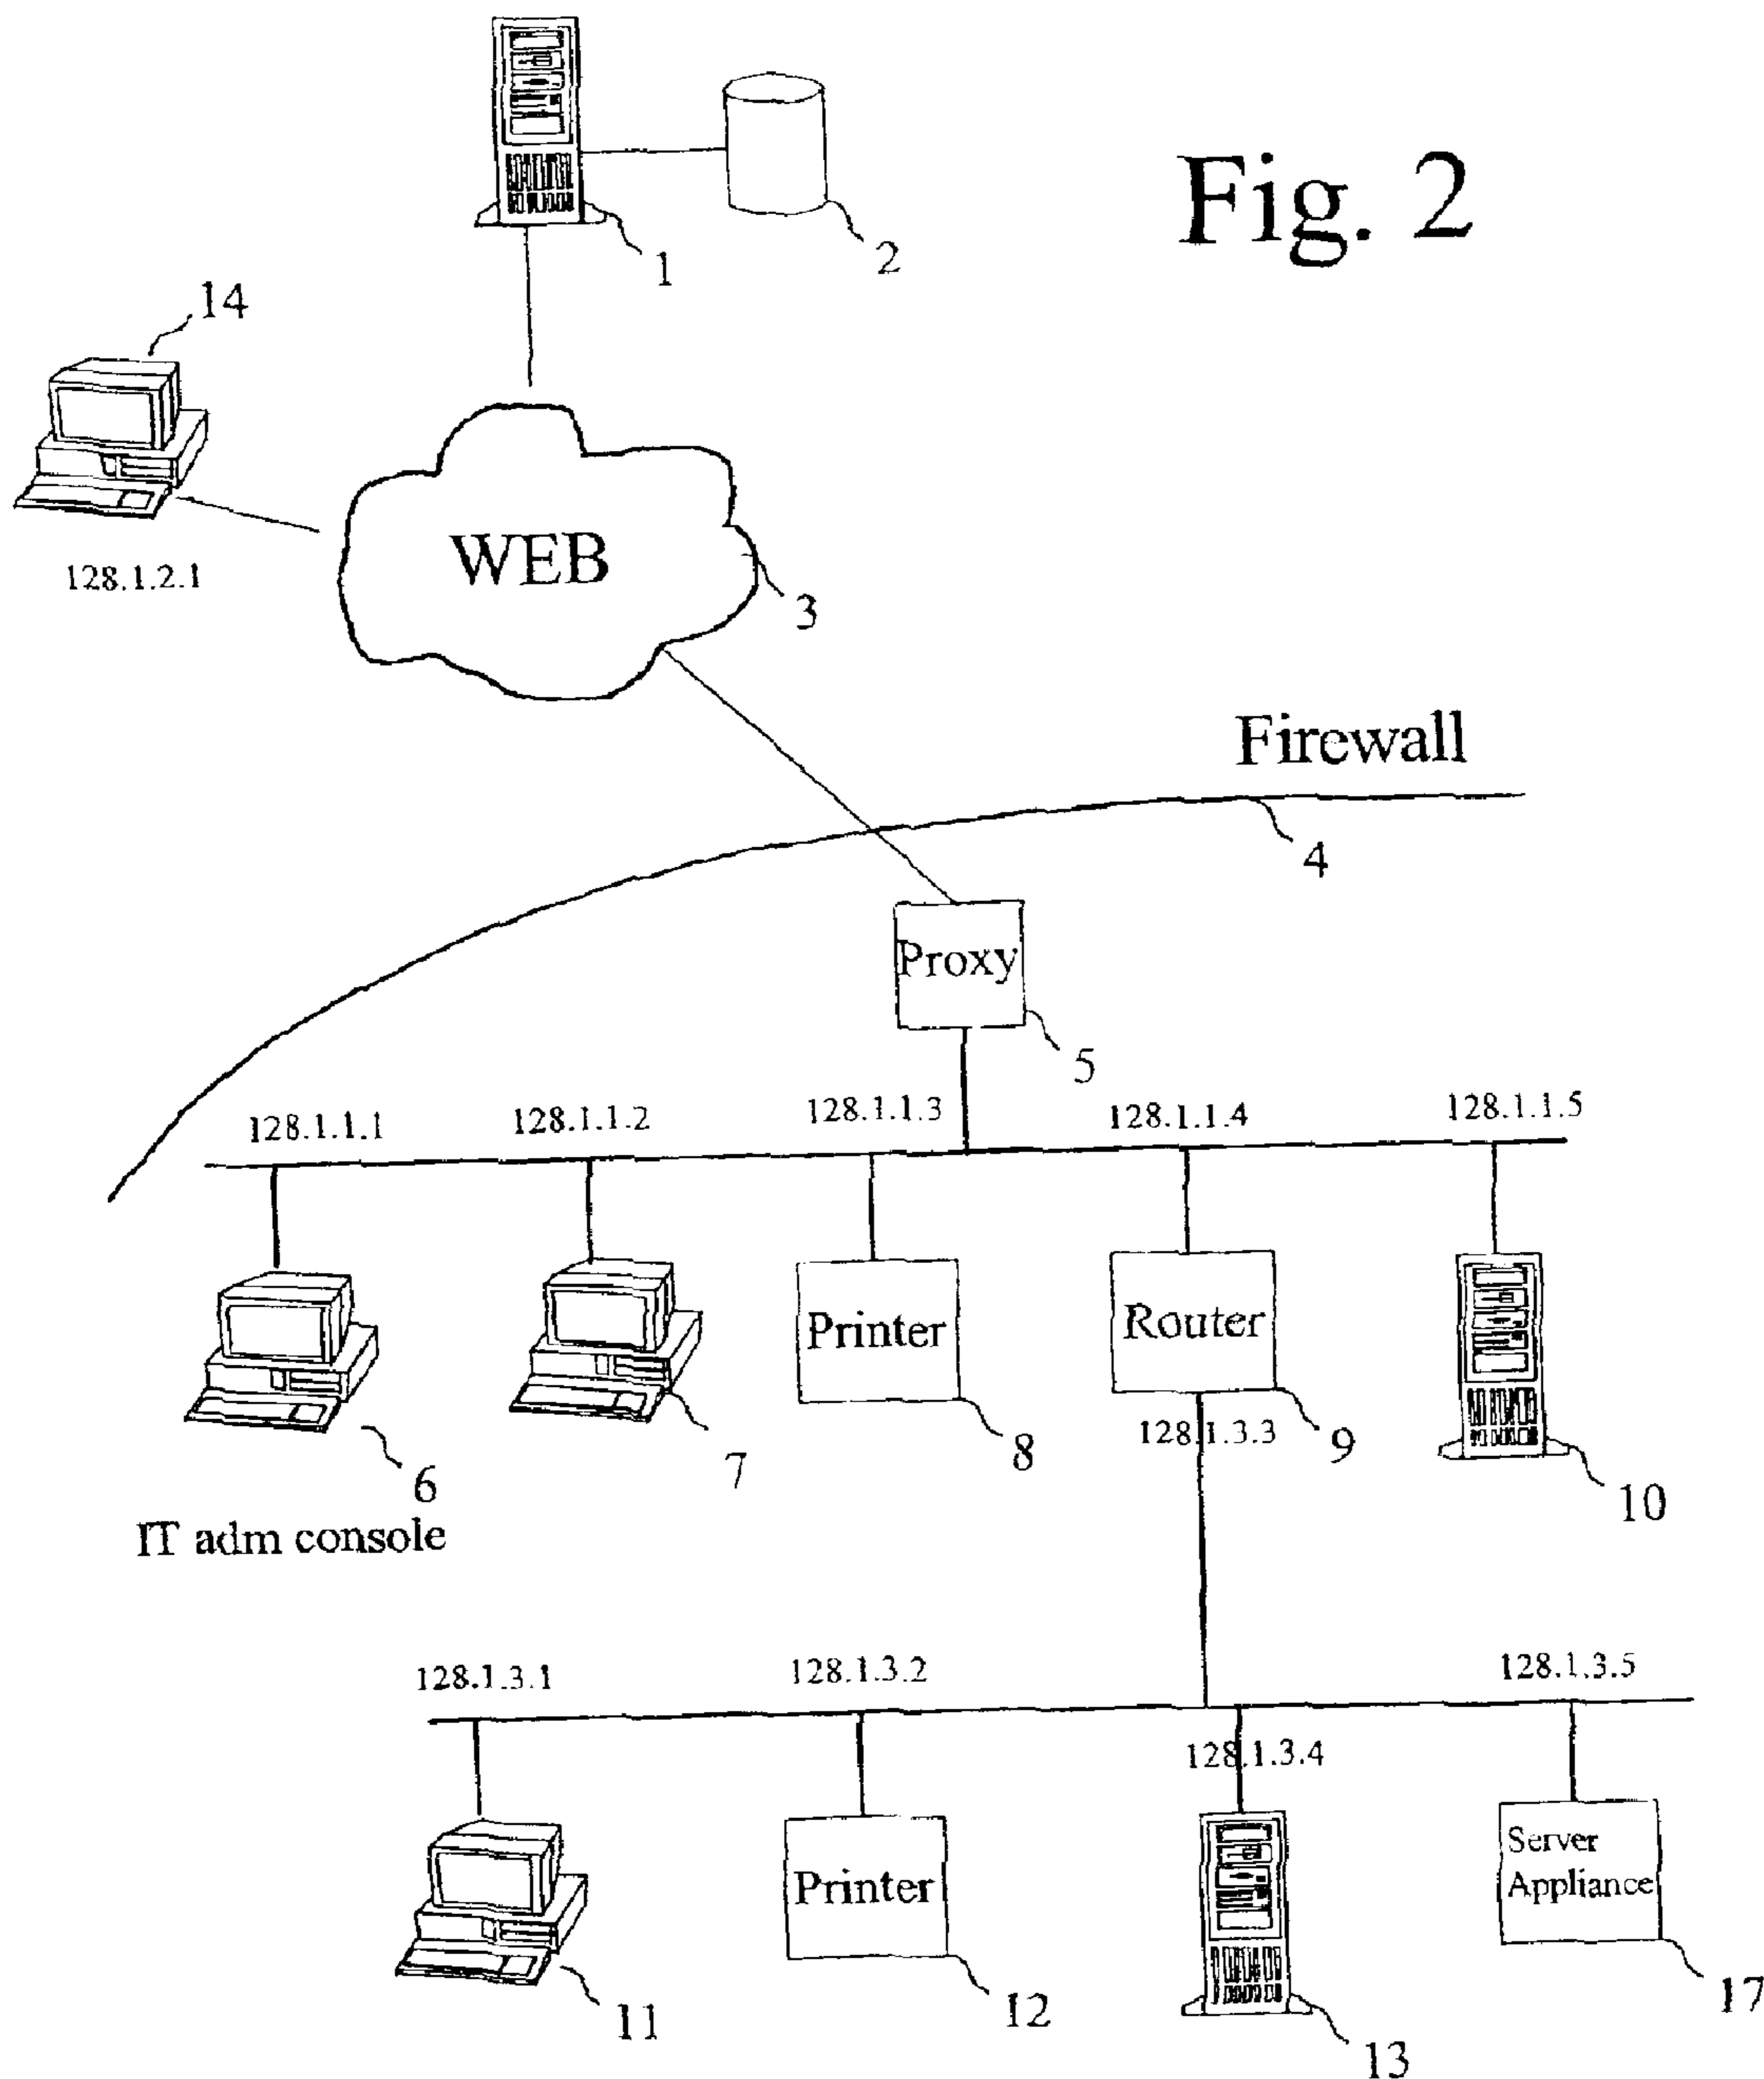 Fig. 2
1
2
14
128.1.2.1
WEB
3
Firewall
4
Proxy
5
128.1.1.1
128.1.1.2
128.1.1.3
128.1.1.4
128.1.1.5
Printer
Router
6
7
8
128.1.3.3
9
10
IT adm console
128.1.3.1
128.1.3.2
128.1.3.5
128.1.3.4
Printer
Server
Appliance
11
12
13
17